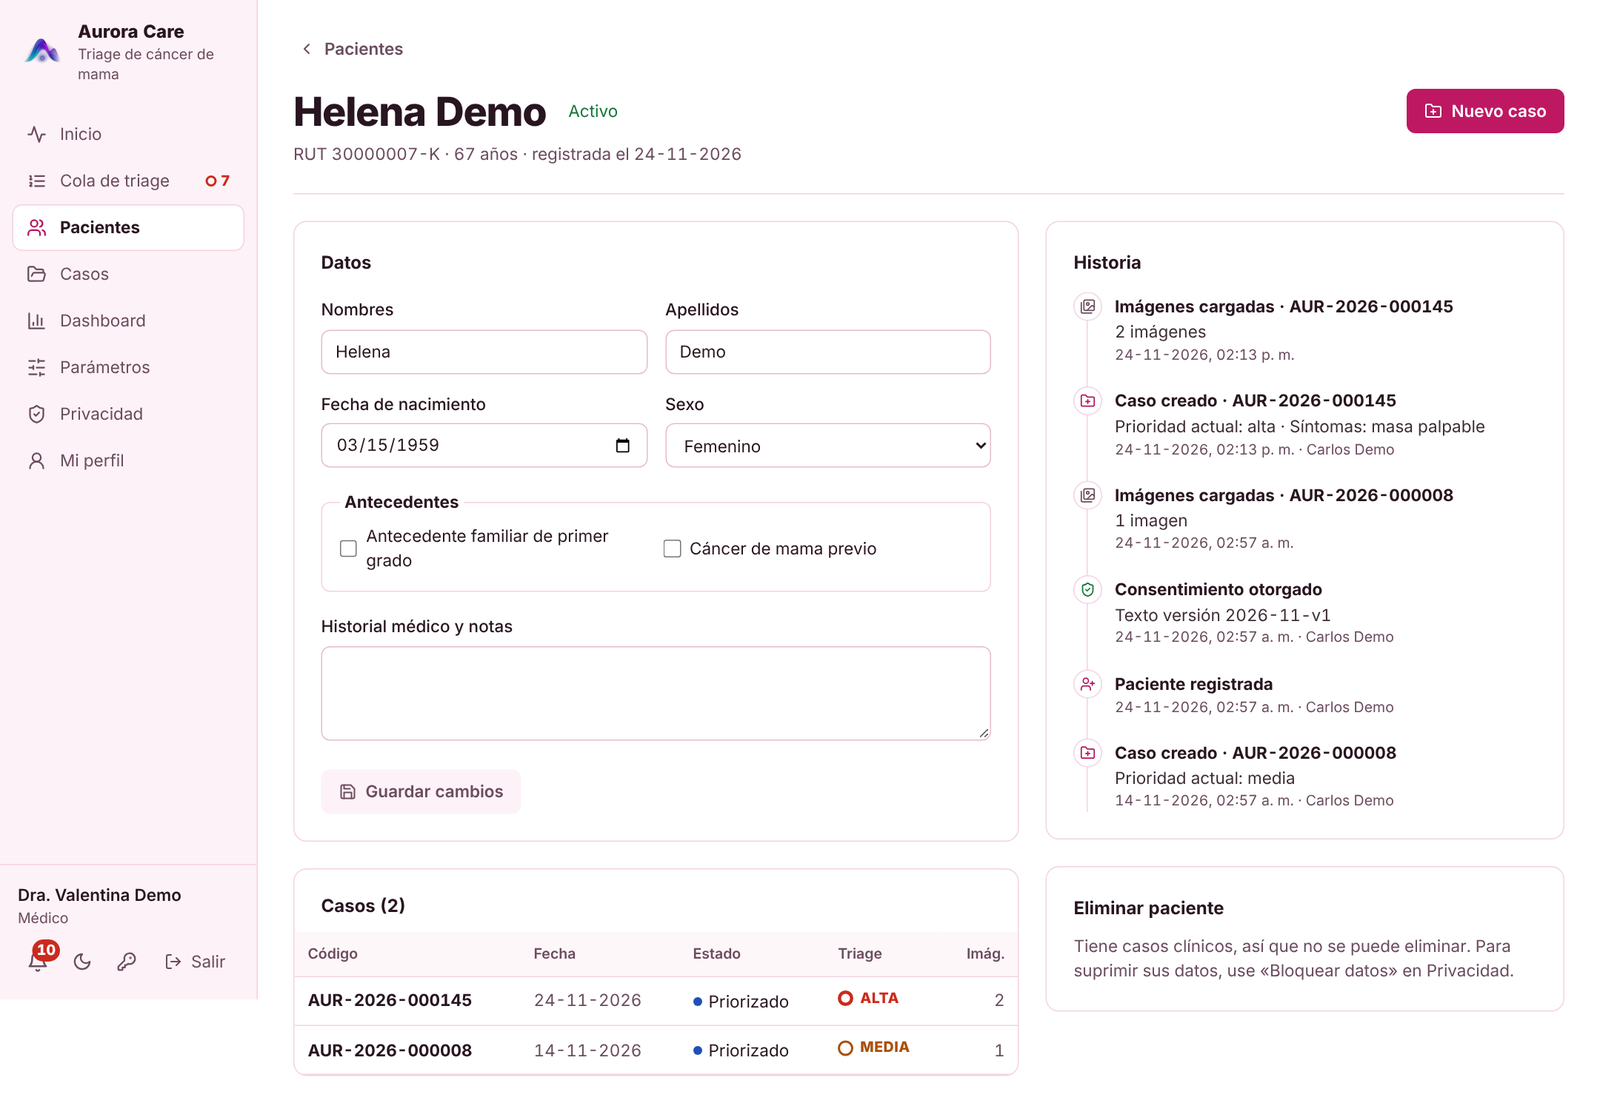 Aurora Care
Triage de cáncer de
mama
Inicio
Cola de triage 7
Pacientes
Casos
Dashboard
Parámetros
Privacidad
Mi perfil
Dra. Valentina Demo
Médico
10
Salir
Pacientes
Helena Demo Activo
RUT 30000007-K · 67 años · registrada el 24-11-2026
Nuevo caso
Datos
Nombres Apellidos
Helena Demo
Fecha de nacimiento Sexo
03/15/1959 Femenino
Antecedentes
Antecedente familiar de primer
grado
Cáncer de mama previo
Historial médico y notas
Guardar cambios
Casos (2)
Código Fecha Estado Triage Imág.
AUR-2026-000145 24-11-2026 Priorizado ALTA 2
AUR-2026-000008 14-11-2026 Priorizado MEDIA 1
Historia
Imágenes cargadas · AUR-2026-000145
2 imágenes
24-11-2026, 02:13 p. m.
Caso creado · AUR-2026-000145
Prioridad actual: alta · Síntomas: masa palpable
24-11-2026, 02:13 p. m. · Carlos Demo
Imágenes cargadas · AUR-2026-000008
1 imagen
24-11-2026, 02:57 a. m.
Consentimiento otorgado
Texto versión 2026-11-v1
24-11-2026, 02:57 a. m. · Carlos Demo
Paciente registrada
24-11-2026, 02:57 a. m. · Carlos Demo
Caso creado · AUR-2026-000008
Prioridad actual: media
14-11-2026, 02:57 a. m. · Carlos Demo
Eliminar paciente
Tiene casos clínicos, así que no se puede eliminar. Para
suprimir sus datos, use «Bloquear datos» en Privacidad.